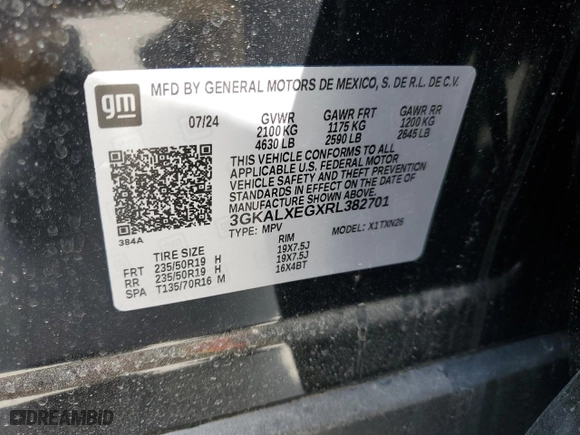 gm
MFD BY GENERAL MOTORS DE MEXICO, S. DE R.L. DE C.V.
07/24 GVWR GAWR FRT GAWR RR
2100 KG 1175 KG 1200 KG
4630 LB 2590 LB 2645 LB
THIS VEHICLE CONFORMS TO ALL
APPLICABLE U.S. FEDERAL MOTOR
VEHICLE SAFETY AND THEFT PREVENTION
STANDARDS IN EFFECT ON THE DATE OF
MANUFACTURE SHOWN ABOVE.
3GKALXEGXRL382701
TYPE: MPV MODEL: X1TXN26
384A
TIRE SIZE RIM
FRT 235/50R19 H 19X7.5J
RR 235/50R19 H 19X7.5J
SPA T135/70R16 M 16X4BT
DREAMBID